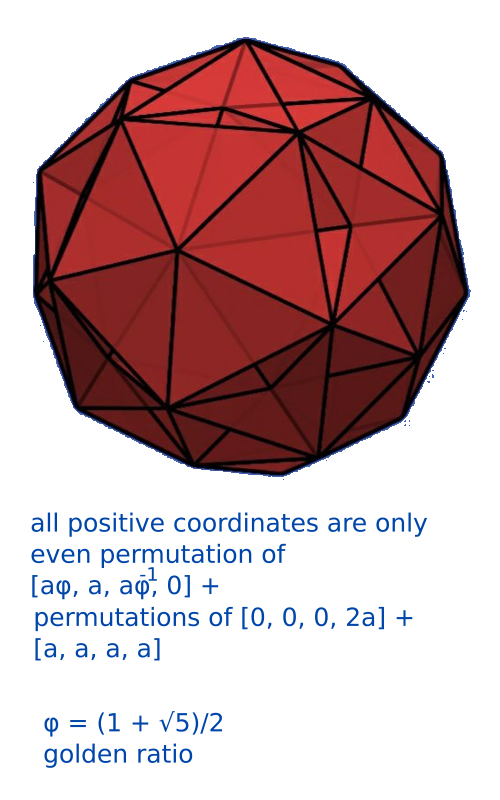 all positive coordinates are only
even permutation of
[aφ, a, aφ⁻¹, 0] +
permutations of [0, 0, 0, 2a] +
[a, a, a, a]
φ = (1 + √5)/2
golden ratio